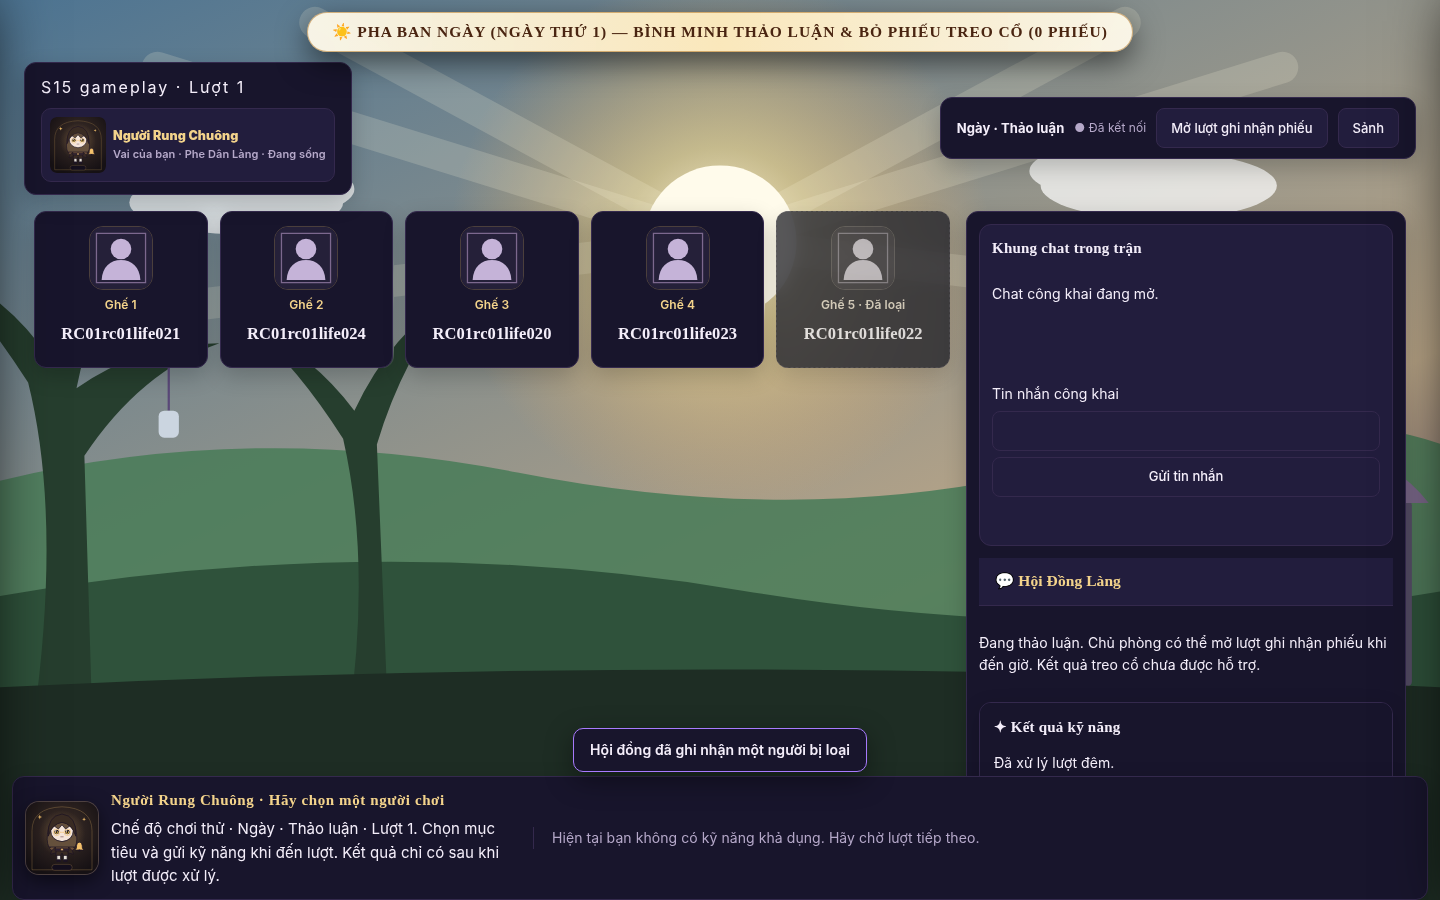 ☀️ PHA BAN NGÀY (NGÀY THỨ 1) — BÌNH MINH THẢO LUẬN & BỎ PHIẾU TREO CỔ (0 PHIẾU)
S15 gameplay · Lượt 1
Người Rung Chuông
Vai của bạn · Phe Dân Làng · Đang sống
Ngày · Thảo luận
Đã kết nối
Mở lượt ghi nhận phiếu
Sảnh
Ghế 1
RC01rc01life021
Ghế 2
RC01rc01life024
Ghế 3
RC01rc01life020
Ghế 4
RC01rc01life023
Ghế 5 · Đã loại
RC01rc01life022
Khung chat trong trận
Chat công khai đang mở.
Tin nhắn công khai
Gửi tin nhắn
💬 Hội Đồng Làng
Đang thảo luận. Chủ phòng có thể mở lượt ghi nhận phiếu khi
đến giờ. Kết quả treo cổ chưa được hỗ trợ.
✦ Kết quả kỹ năng
Đã xử lý lượt đêm.
Hội đồng đã ghi nhận một người bị loại
Người Rung Chuông · Hãy chọn một người chơi
Chế độ chơi thử · Ngày · Thảo luận · Lượt 1. Chọn mục
tiêu và gửi kỹ năng khi đến lượt. Kết quả chỉ có sau khi
lượt được xử lý.
Hiện tại bạn không có kỹ năng khả dụng. Hãy chờ lượt tiếp theo.